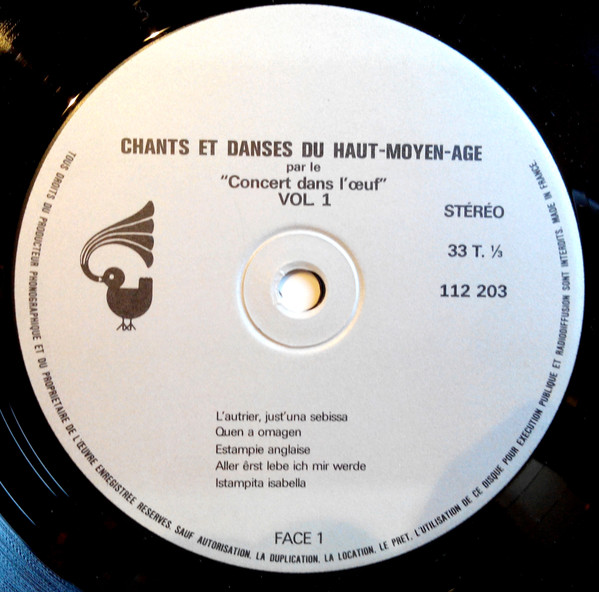 CHANTS ET DANSES DU HAUT-MOYEN-AGE
par le
"Concert dans l'œuf"
VOL. 1
STÉRÉO
33 T. ⅓
112 203
L'autrier, just'una sebissa
Quen a omagen
Estampie anglaise
Aller êrst lebe ich mir werde
Istampita isabella
FACE 1
TOUS DROITS DU PRODUCTEUR PHONOGRAPHIQUE ET DU PROPRIETAIRE DE L'ŒUVRE ENREGISTREE RESERVES. SAUF AUTORISATION, LA DUPLICATION, LA LOCATION, LE PRET, L'UTILISATION DE CE DISQUE POUR EXECUTION PUBLIQUE ET RADIODIFFUSION SONT INTERDITS. MADE IN FRANCE.